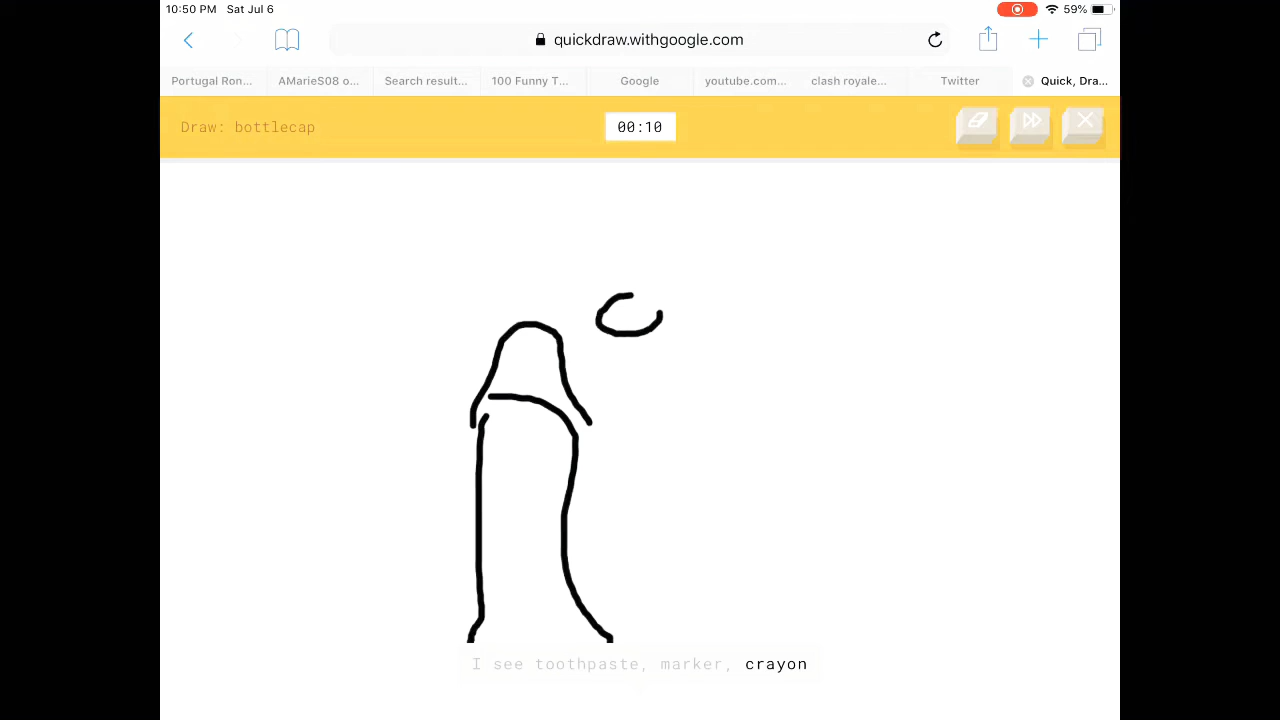 10:50 PM Sat Jul 6 59%
quickdraw.withgoogle.com
Portugal Ron... AMarieS08 o... Search result... 100 Funny T... Google youtube.com... clash royale... Twitter Quick, Dra...
Draw: bottlecap 00:10
I see toothpaste, marker, crayon